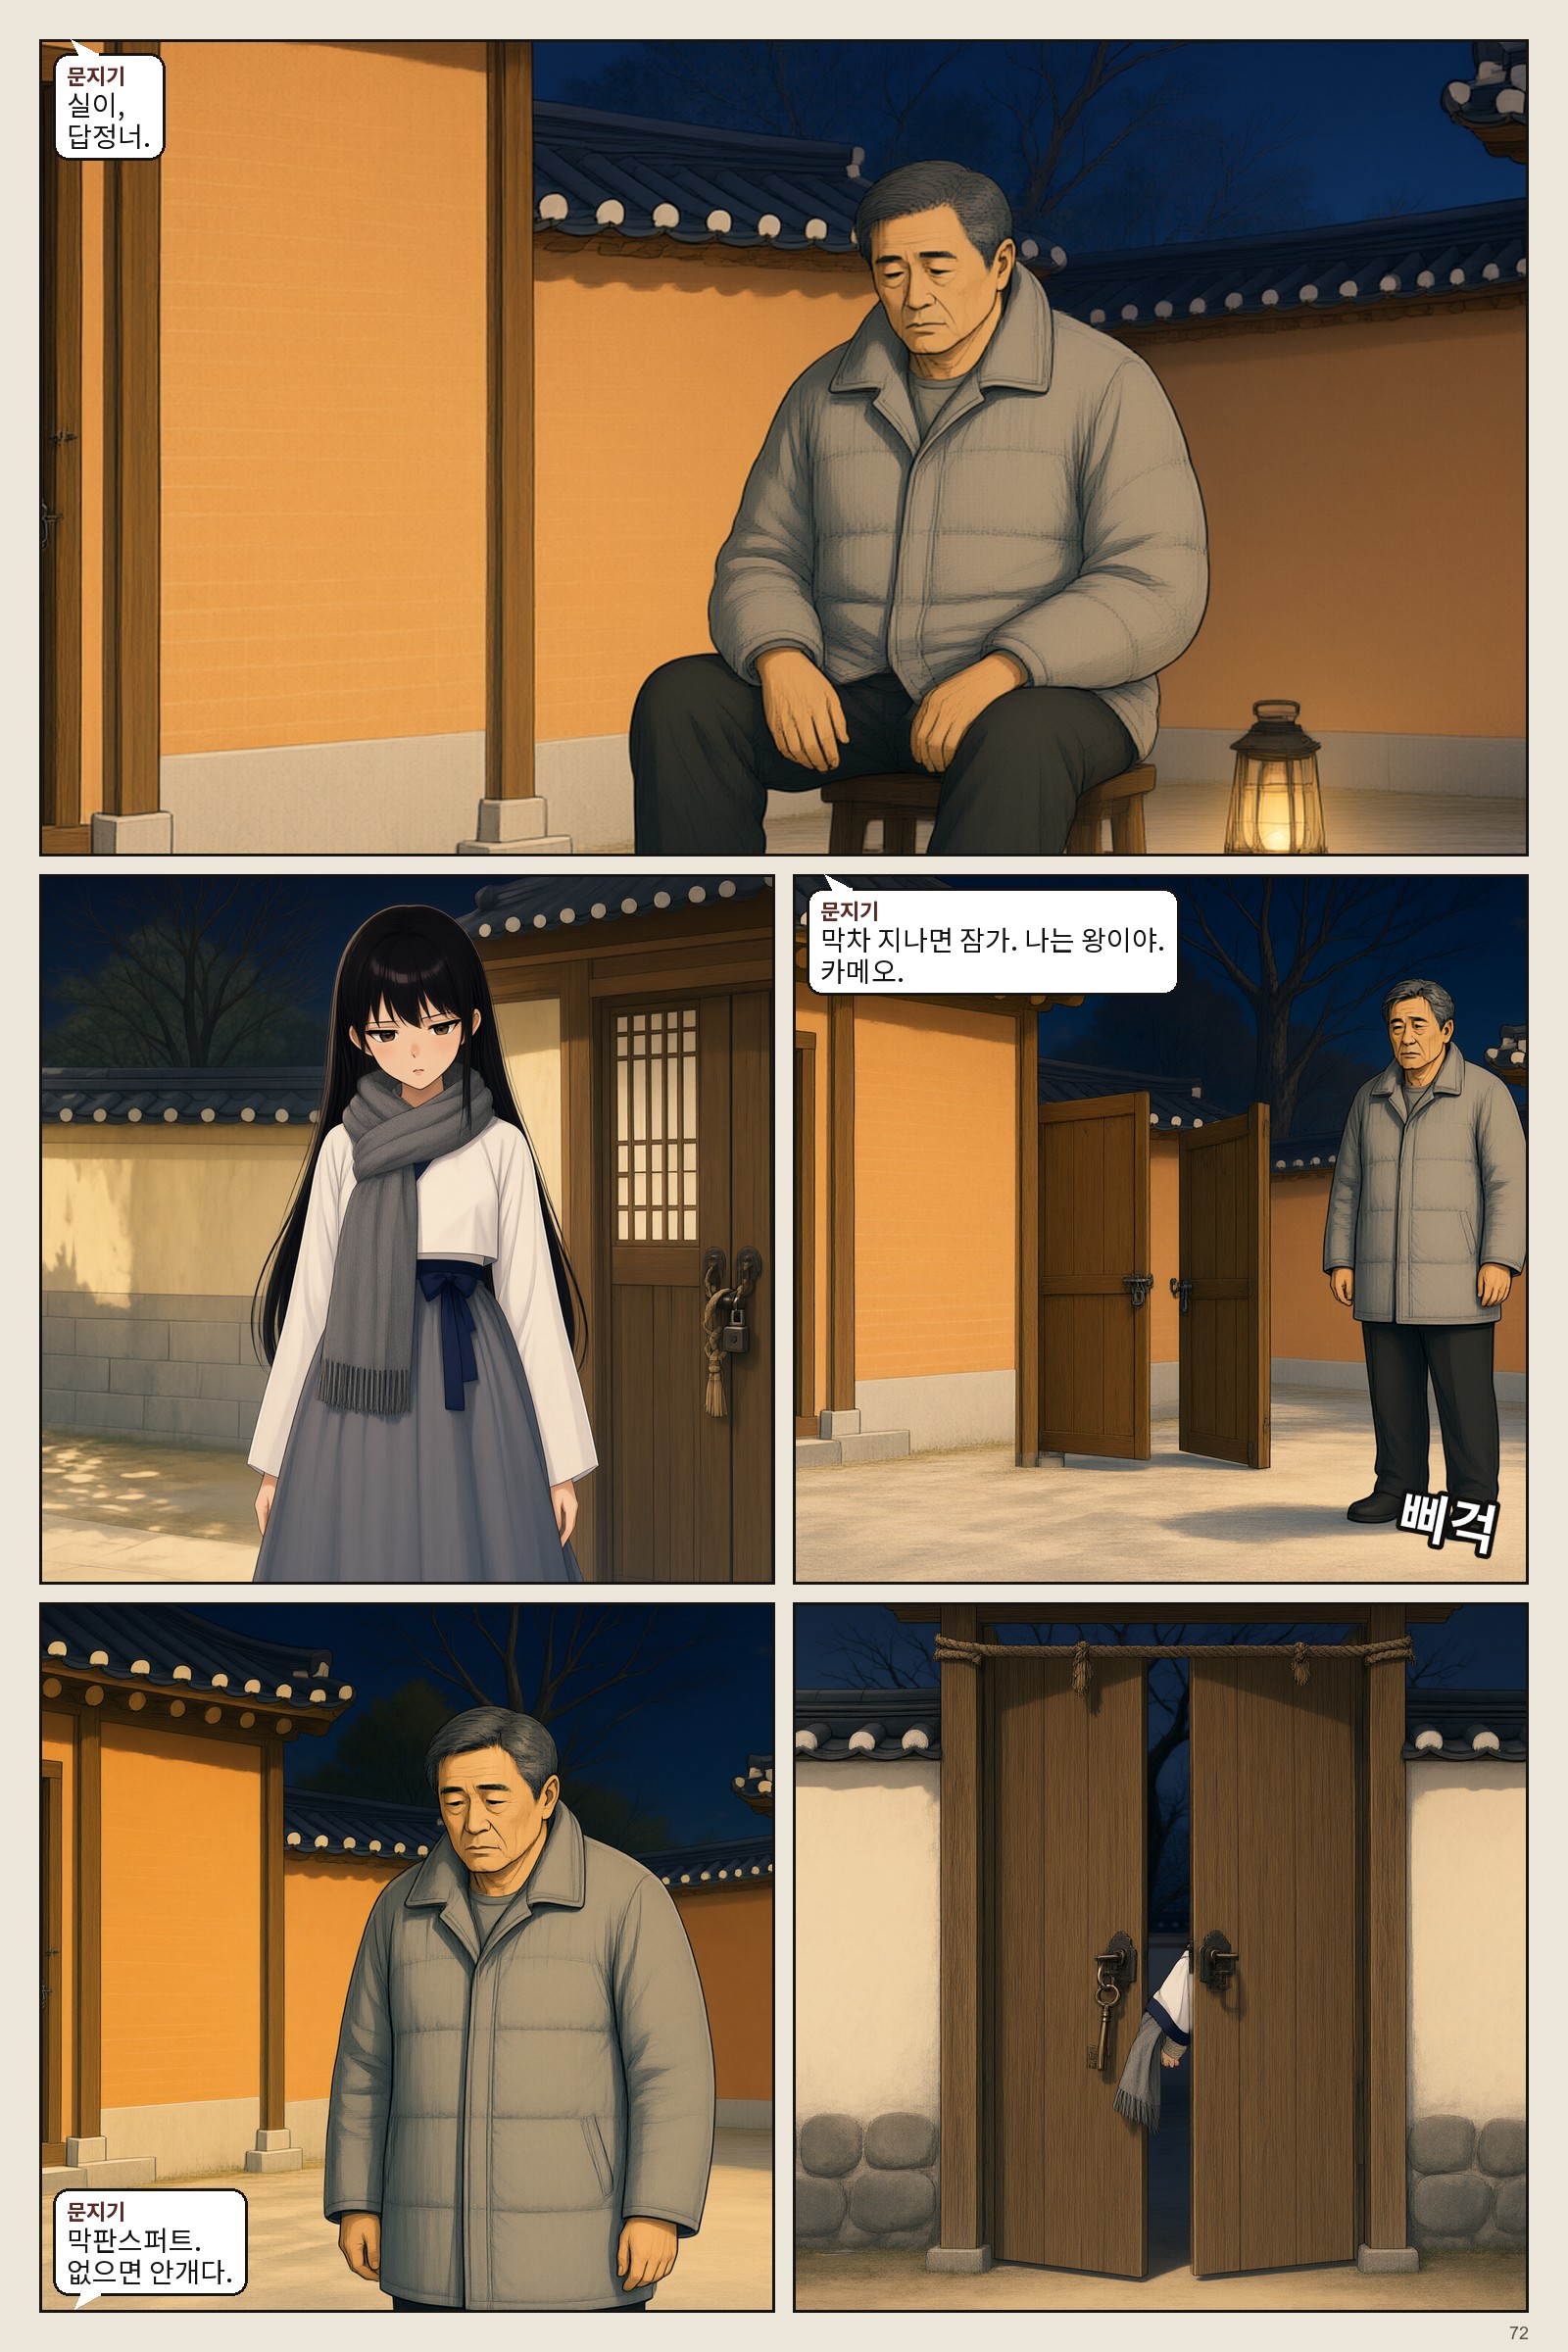 문지기
실이,
답정너.
문지기
막차 지나면 잠가. 나는 왕이야.
카메오.
삐걱
문지기
막판스퍼트.
없으면 안개다.
72